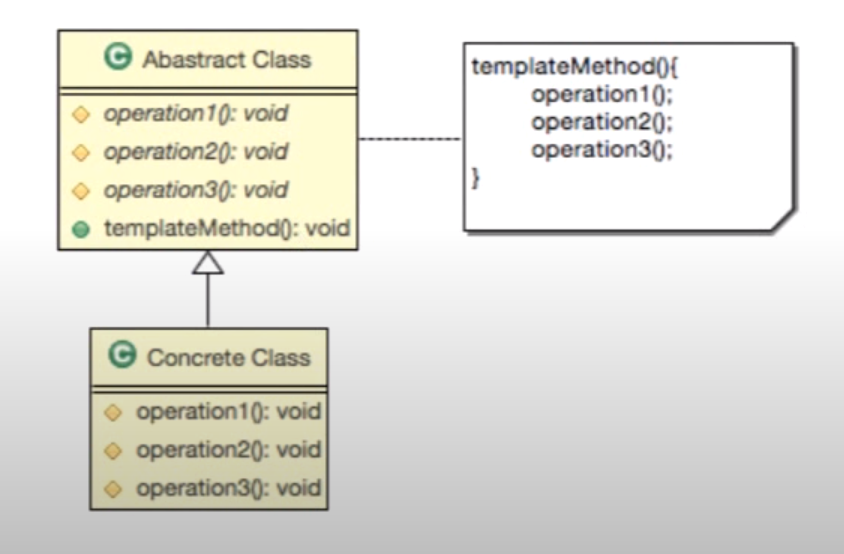 C Abastract Class
operation1(): void
operation2(): void
operation3(): void
templateMethod(): void
templateMethod(){
operation1();
operation2();
operation3();
}
C Concrete Class
operation1(): void
operation2(): void
operation3(): void